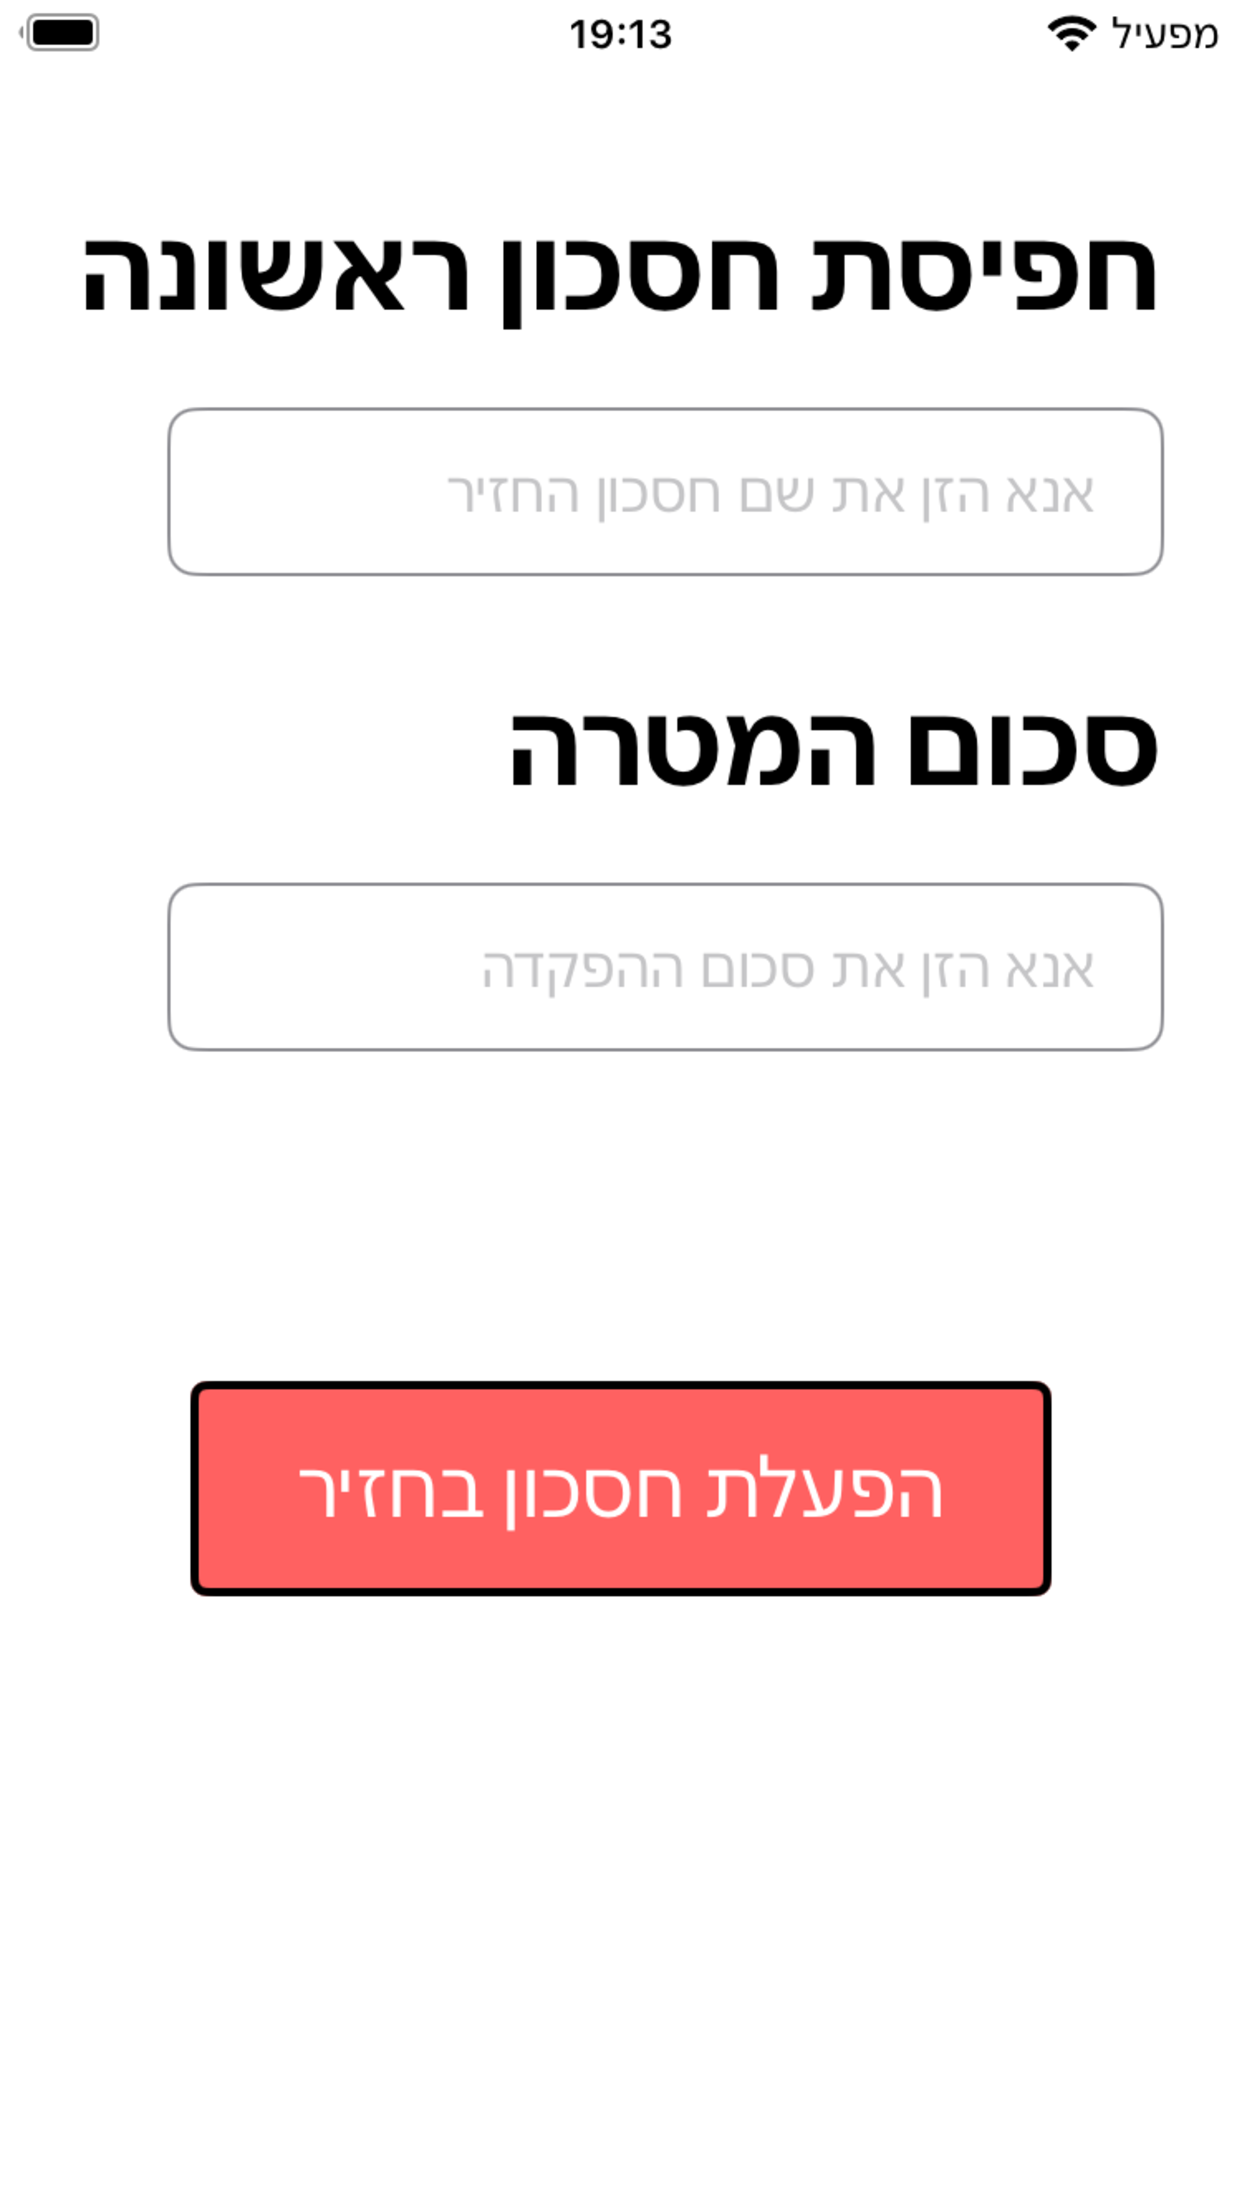 מפעיל 19:13
חפיסת חסכון ראשונה
אנא הזן את שם חסכון החזיר
סכום המטרה
אנא הזן את סכום ההפקדה
הפעלת חסכון בחזיר